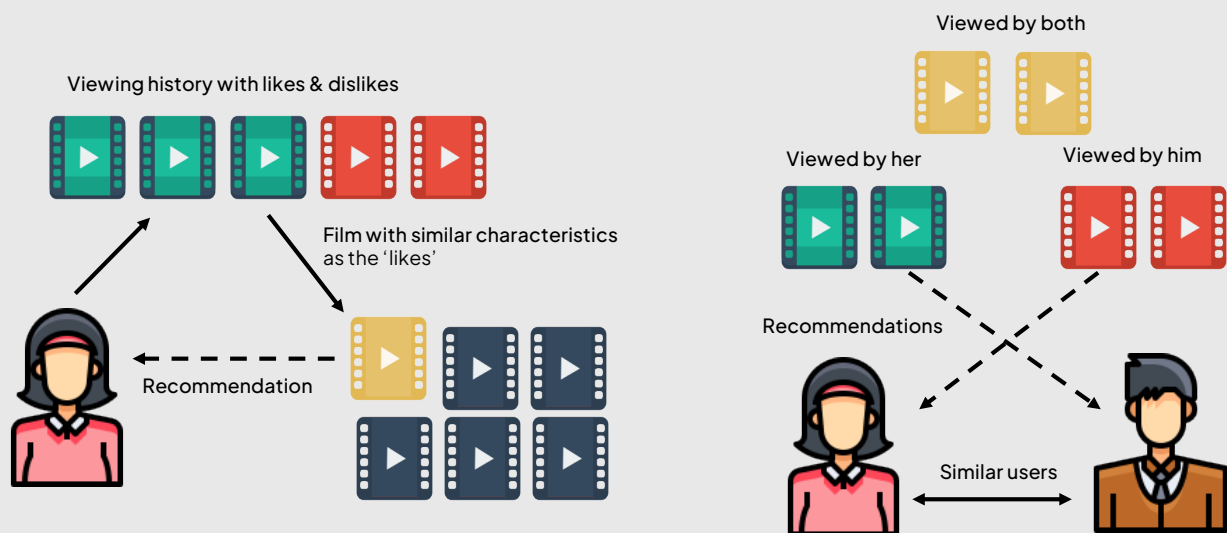 Viewing history with likes & dislikes
Film with similar characteristics
as the ‘likes’
Recommendation
Viewed by both
Viewed by her
Viewed by him
Recommendations
Similar users